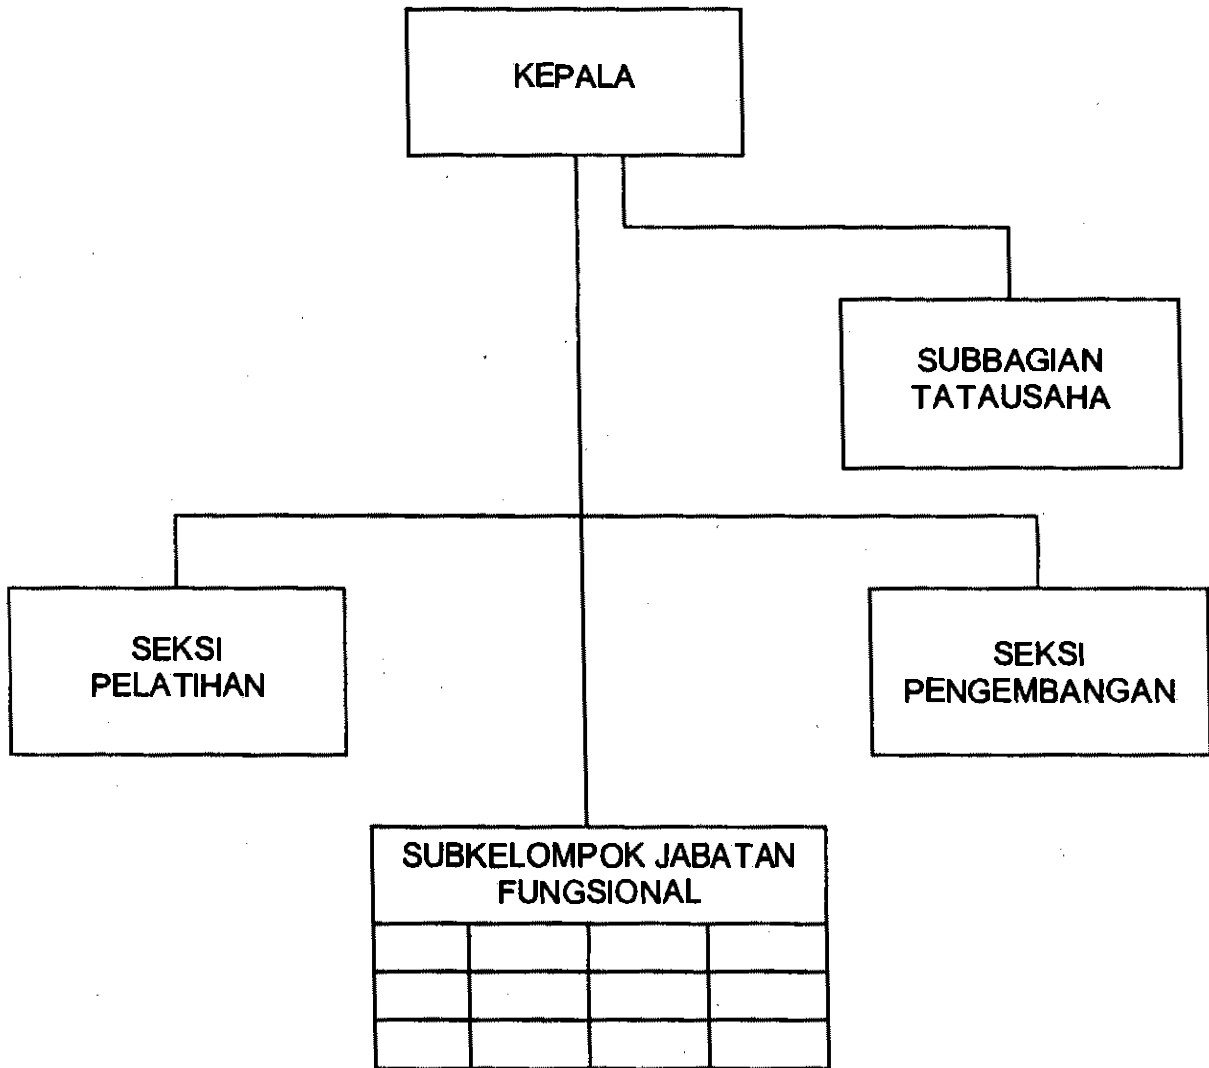 KEPALA
SUBBAGIAN
TATAUSAHA
SEKSI
PELATIHAN
SEKSI
PENGEMBANGAN
SUBKELOMPOK JABATAN
FUNGSIONAL